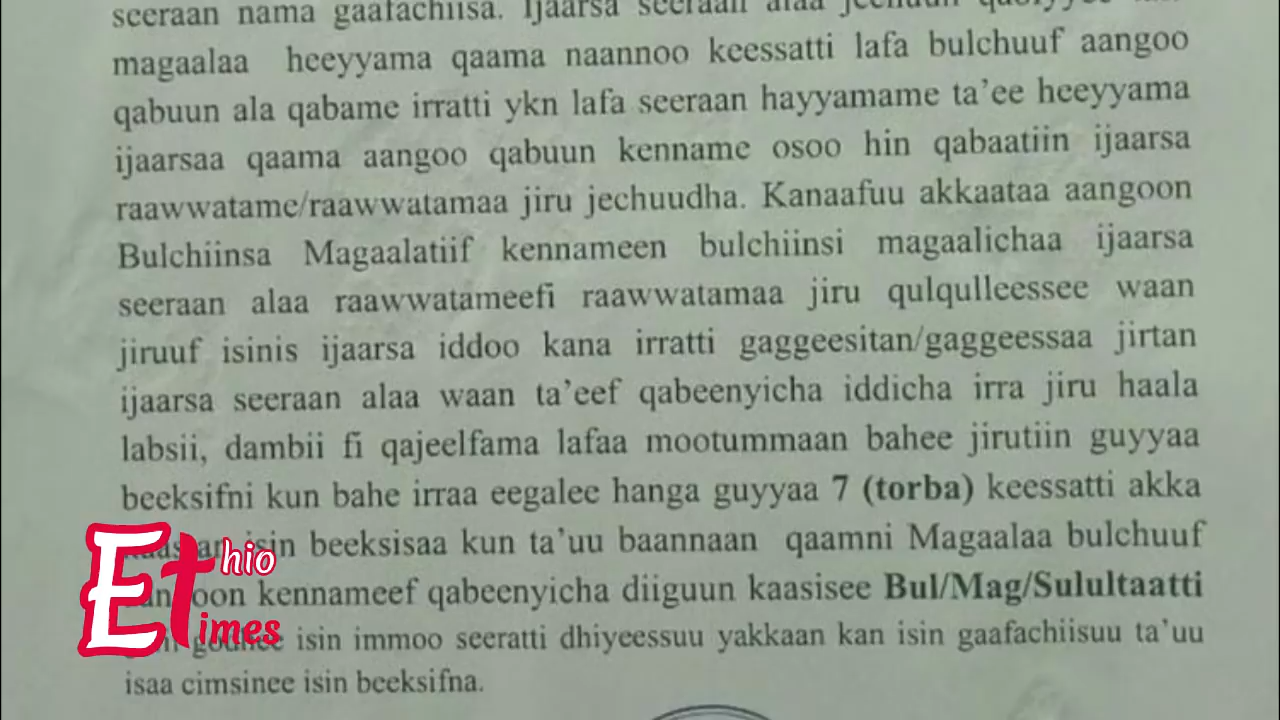 seeraan nama gaafachiisa. Ijaarsa seeraan alaa jechuun
magaalaa heeyyama qaama naannoo keessatti lafa bulchuuf aangoo
qabuun ala qabame irratti ykn lafa seeraan hayyamame ta’ee heeyyama
ijaarsaa qaama aangoo qabuun kenname osoo hin qabaatiin ijaarsa
raawwatame/raawwatamaa jiru jechuudha. Kanaafuu akkaataa aangoon
Bulchiinsa Magaalatiif kennameen bulchiinsi magaalichaa ijaarsa
seeraan alaa raawwatameefi raawwatamaa jiru qulqulleessee waan
jiruuf isinis ijaarsa iddoo kana irratti gaggeesitan/gaggeessaa jirtan
ijaarsa seeraan alaa waan ta’eef qabeenyicha iddicha irra jiru haala
labsii, dambii fi qajeelfama lafaa mootummaan bahee jirutiin guyyaa
beeksifni kun bahe irraa eegalee hanga guyyaa 7 (torba) keessatti akka
isin beeksisaa kun ta’uu baannaan qaamni Magaalaa bulchuuf
kennameef qabeenyicha diiguun kaasisee Bul/Mag/Sulultaatti
isin immoo seeratti dhiyeessuu yakkaan kan isin gaafachiisuu ta’uu
isaa cimsinee isin beeksifna.
Ethio
times